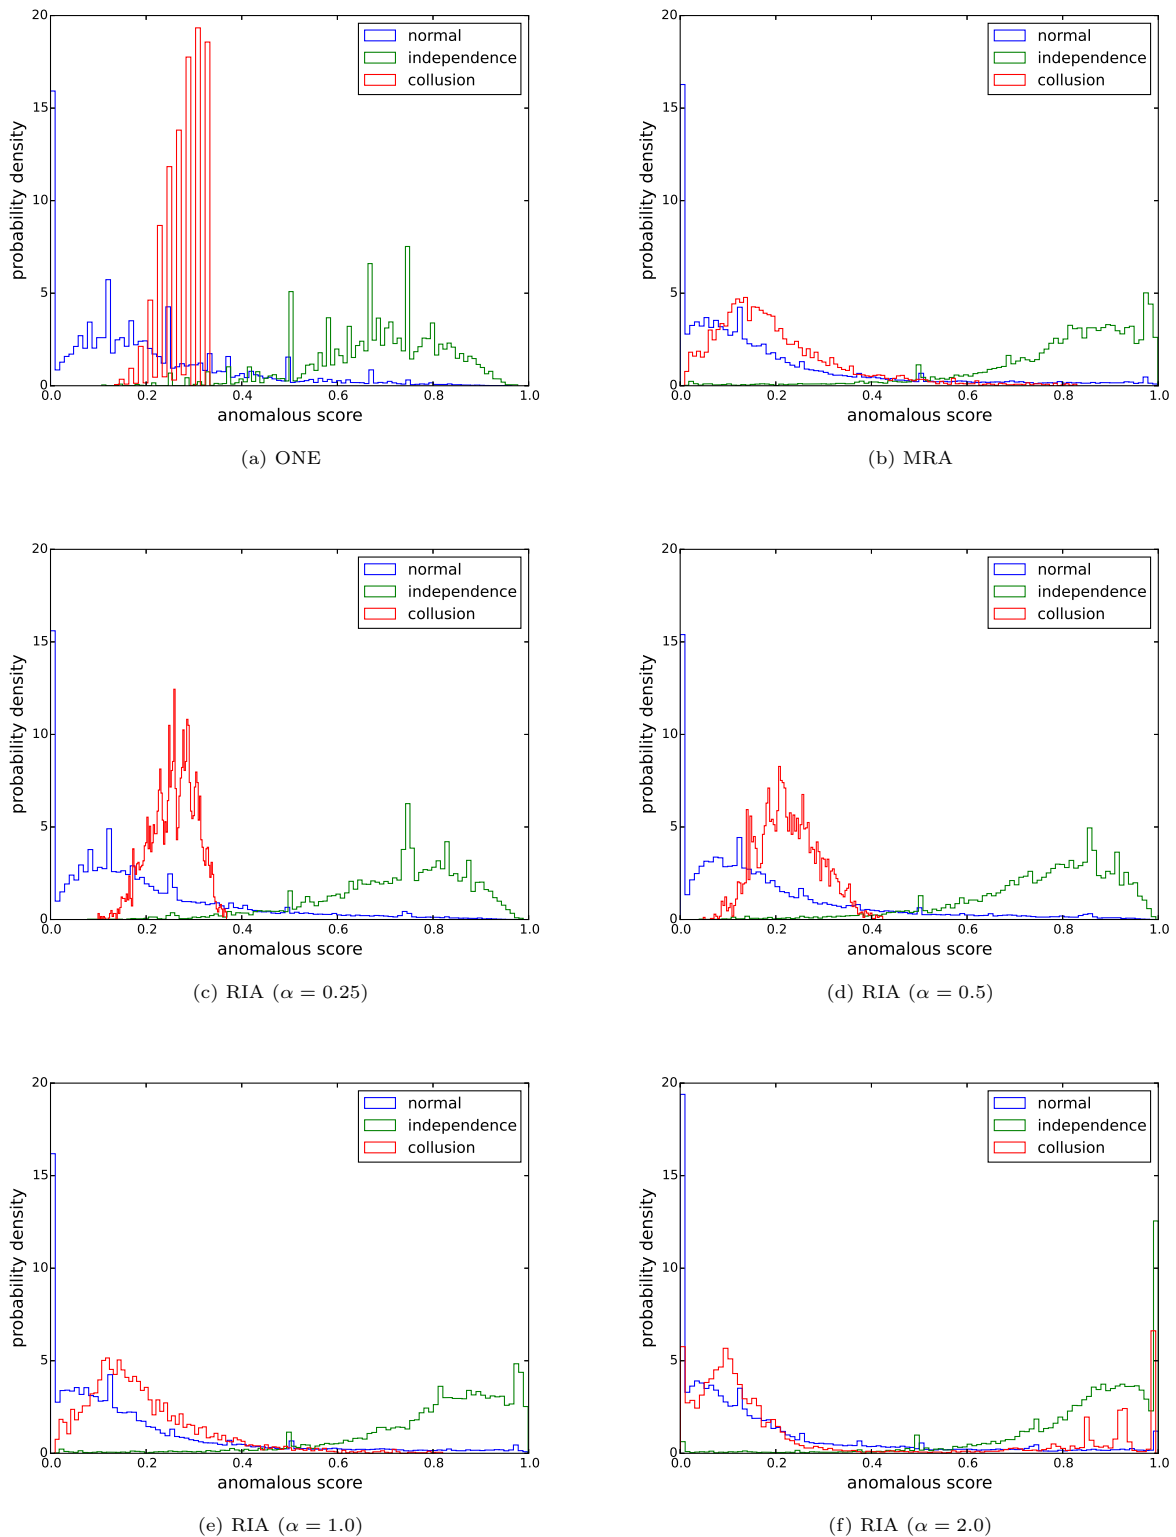 20
15
10
5
0
0.0 0.2 0.4 0.6 0.8 1.0
probability density
anomalous score
normal
independence
collusion
(a) ONE
20
15
10
5
0
0.0 0.2 0.4 0.6 0.8 1.0
probability density
anomalous score
normal
independence
collusion
(b) MRA
20
15
10
5
0
0.0 0.2 0.4 0.6 0.8 1.0
probability density
anomalous score
normal
independence
collusion
(c) RIA (α = 0.25)
20
15
10
5
0
0.0 0.2 0.4 0.6 0.8 1.0
probability density
anomalous score
normal
independence
collusion
(d) RIA (α = 0.5)
20
15
10
5
0
0.0 0.2 0.4 0.6 0.8 1.0
probability density
anomalous score
normal
independence
collusion
(e) RIA (α = 1.0)
20
15
10
5
0
0.0 0.2 0.4 0.6 0.8 1.0
probability density
anomalous score
normal
independence
collusion
(f) RIA (α = 2.0)